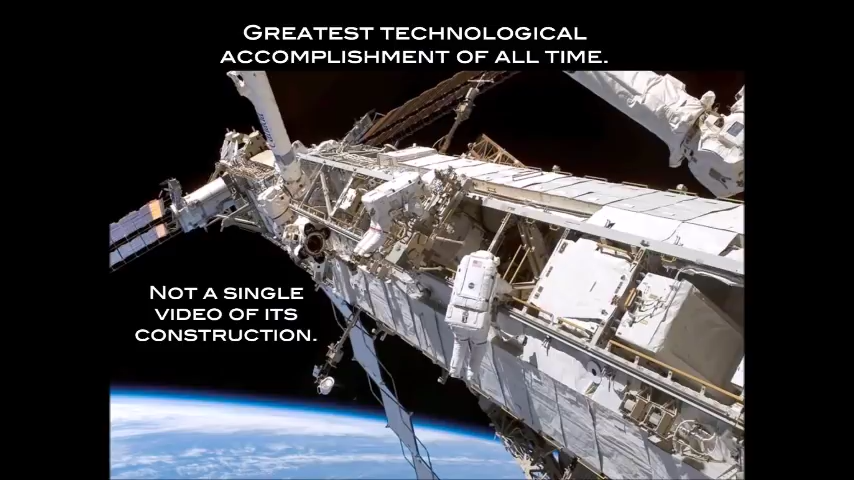 Greatest technological
accomplishment of all time.
Not a single
video of its
construction.